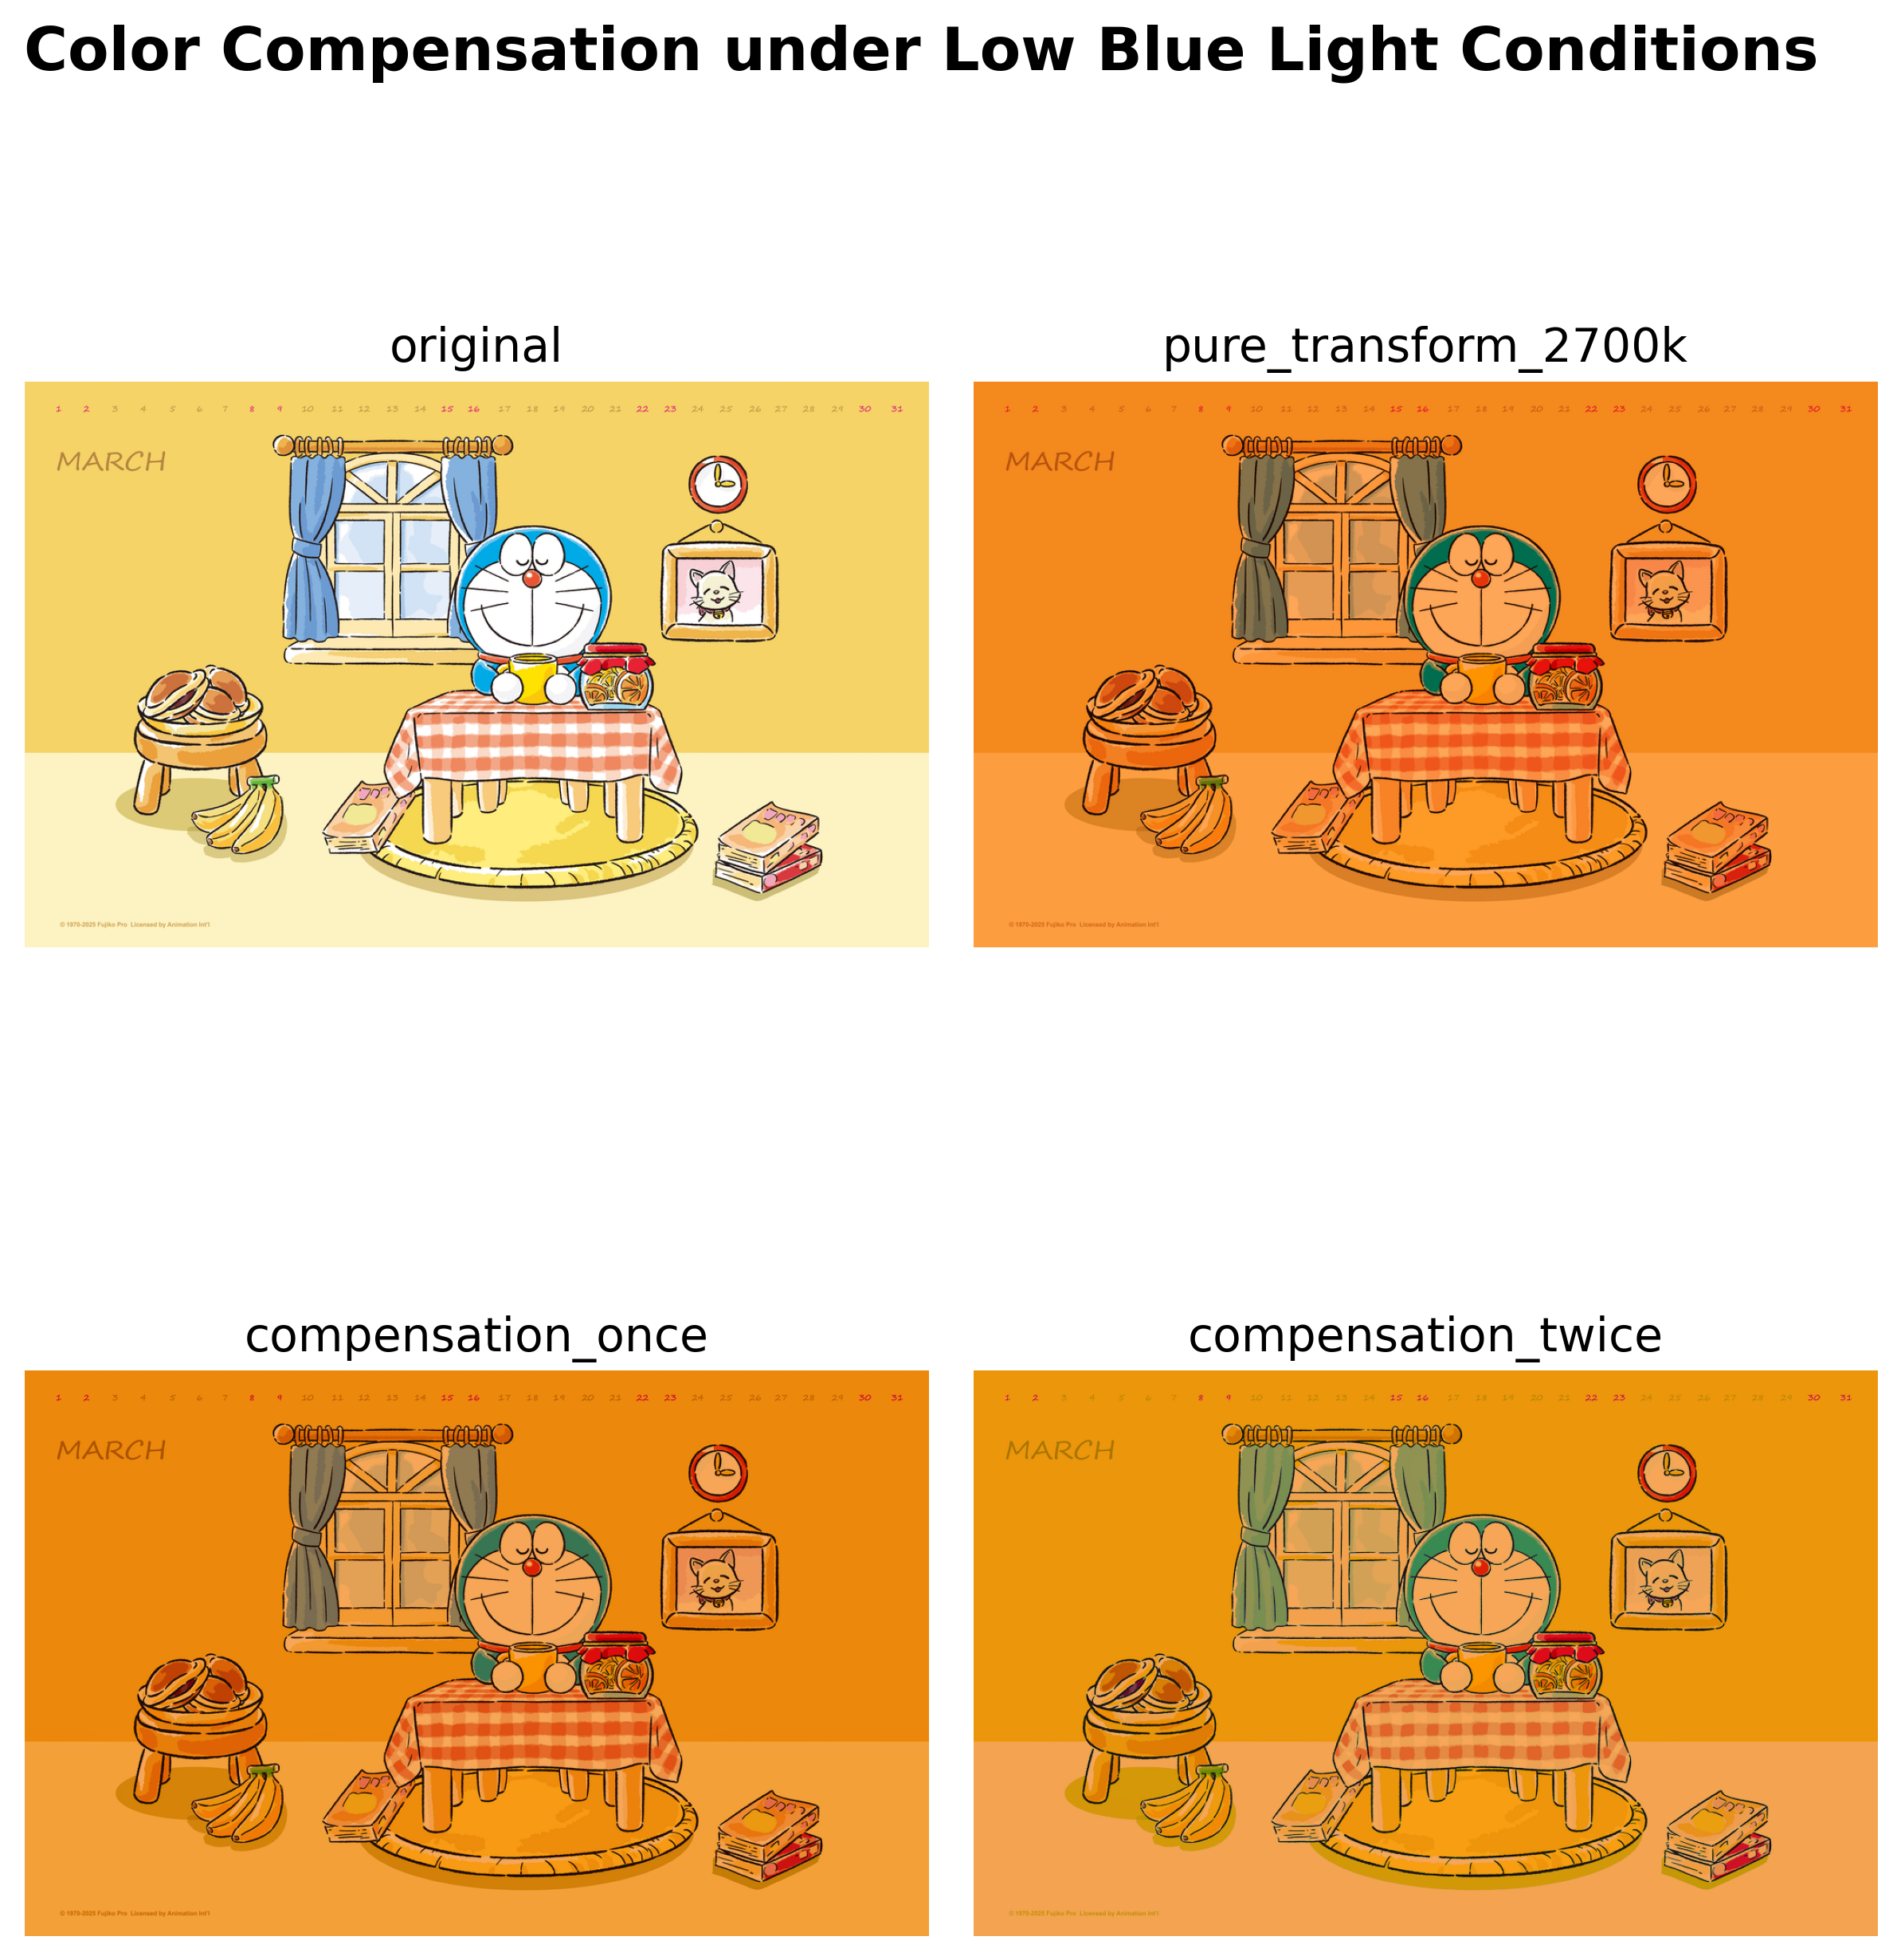 Color Compensation under Low Blue Light Conditions
original
pure_transform_2700k
1 2 3 4 5 6 7 8 9 10 11 12 13 14 15 16 17 18 19 20 21 22 23 24 25 26 27 28 29 30 31
MARCH
© 1970-2025 Fujiko Pro Licensed by Animation Int'l
1 2 3 4 5 6 7 8 9 10 11 12 13 14 15 16 17 18 19 20 21 22 23 24 25 26 27 28 29 30 31
MARCH
© 1970-2025 Fujiko Pro Licensed by Animation Int'l
compensation_once
compensation_twice
1 2 3 4 5 6 7 8 9 10 11 12 13 14 15 16 17 18 19 20 21 22 23 24 25 26 27 28 29 30 31
MARCH
© 1970-2025 Fujiko Pro Licensed by Animation Int'l
1 2 3 4 5 6 7 8 9 10 11 12 13 14 15 16 17 18 19 20 21 22 23 24 25 26 27 28 29 30 31
MARCH
© 1970-2025 Fujiko Pro Licensed by Animation Int'l